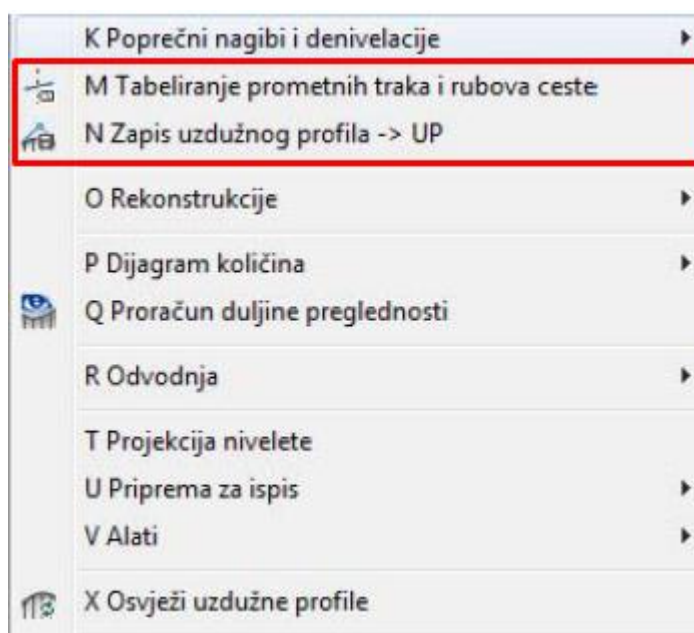 K Poprečni nagibi i denivelacije
M Tabeliranje prometnih traka i rubova ceste
N Zapis uzdužnog profila -> UP
O Rekonstrukcije
P Dijagram količina
Q Proračun duljine preglednosti
R Odvodnja
T Projekcija nivelete
U Priprema za ispis
V Alati
X Osvježi uzdužne profile